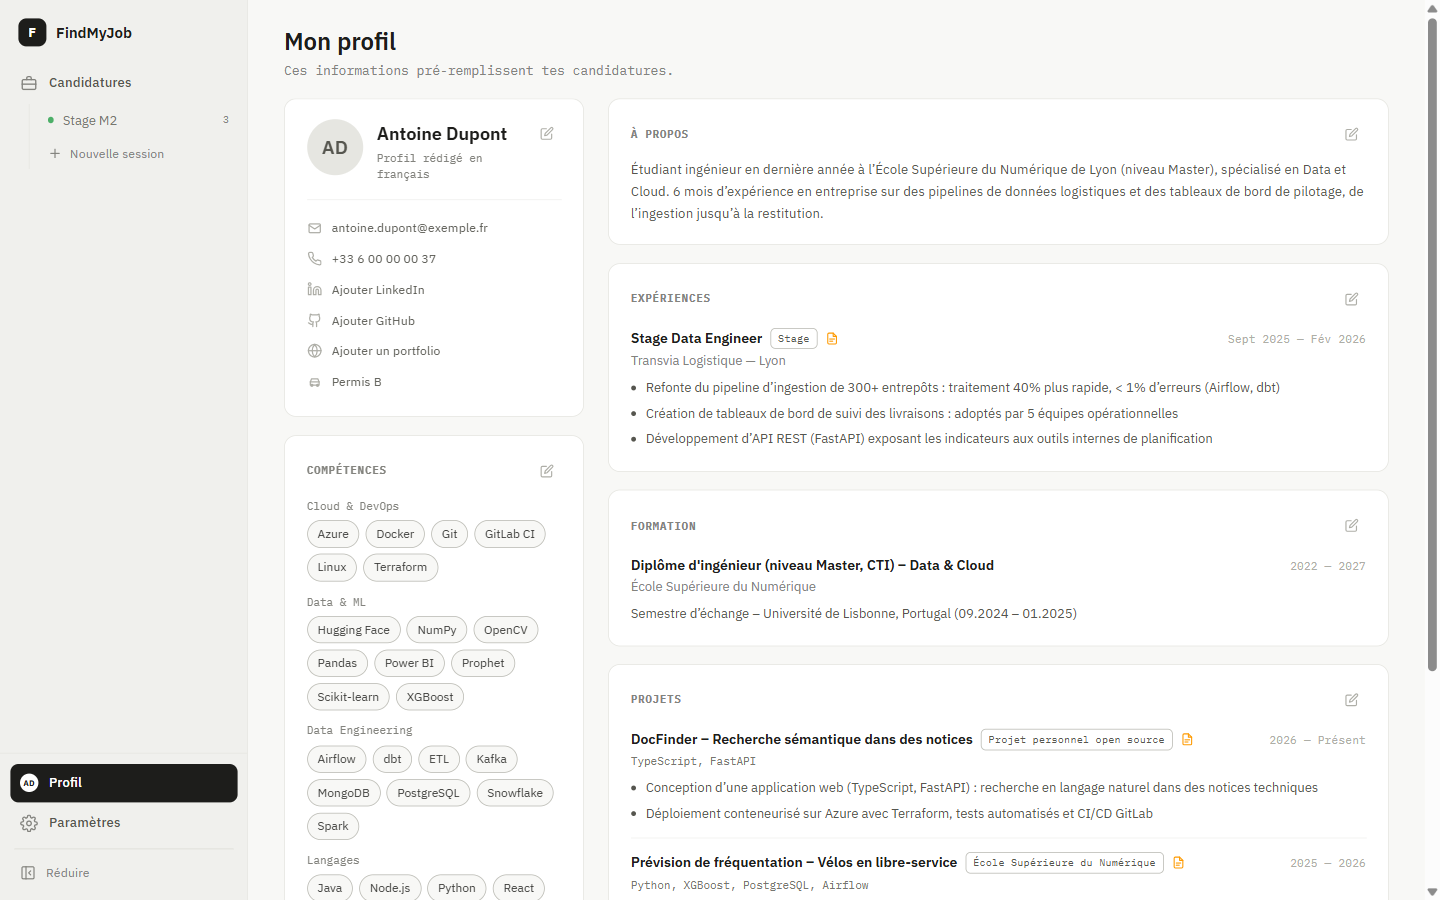 F FindMyJob
Candidatures
Stage M2 3
Nouvelle session
AD Profil
Paramètres
Réduire
Mon profil
Ces informations pré-remplissent tes candidatures.
AD
Antoine Dupont
Profil rédigé en
français
antoine.dupont@exemple.fr
+33 6 00 00 00 37
Ajouter LinkedIn
Ajouter GitHub
Ajouter un portfolio
Permis B
COMPÉTENCES
Cloud & DevOps
Azure Docker Git GitLab CI
Linux Terraform
Data & ML
Hugging Face NumPy OpenCV
Pandas Power BI Prophet
Scikit-learn XGBoost
Data Engineering
Airflow dbt ETL Kafka
MongoDB PostgreSQL Snowflake
Spark
Langages
Java Node.js Python React
À PROPOS
Étudiant ingénieur en dernière année à l’École Supérieure du Numérique de Lyon (niveau Master), spécialisé en Data et
Cloud. 6 mois d’expérience en entreprise sur des pipelines de données logistiques et des tableaux de bord de pilotage, de
l’ingestion jusqu’à la restitution.
EXPÉRIENCES
Stage Data Engineer Stage Sept 2025 — Fév 2026
Transvia Logistique — Lyon
• Refonte du pipeline d’ingestion de 300+ entrepôts : traitement 40% plus rapide, < 1% d’erreurs (Airflow, dbt)
• Création de tableaux de bord de suivi des livraisons : adoptés par 5 équipes opérationnelles
• Développement d’API REST (FastAPI) exposant les indicateurs aux outils internes de planification
FORMATION
Diplôme d'ingénieur (niveau Master, CTI) – Data & Cloud 2022 — 2027
École Supérieure du Numérique
Semestre d’échange – Université de Lisbonne, Portugal (09.2024 – 01.2025)
PROJETS
DocFinder – Recherche sémantique dans des notices Projet personnel open source 2026 — Présent
TypeScript, FastAPI
• Conception d’une application web (TypeScript, FastAPI) : recherche en langage naturel dans des notices techniques
• Déploiement conteneurisé sur Azure avec Terraform, tests automatisés et CI/CD GitLab
Prévision de fréquentation – Vélos en libre-service École Supérieure du Numérique 2025 — 2026
Python, XGBoost, PostgreSQL, Airflow